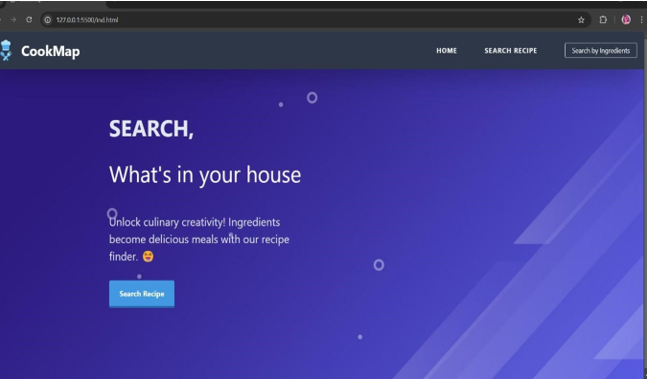 127.0.0.1:5500/ind.html
CookMap
HOME
SEARCH RECIPE
Search by Ingredients
SEARCH,
What's in your house
Unlock culinary creativity! Ingredients
become delicious meals with our recipe
finder. 😄
Search Recipe